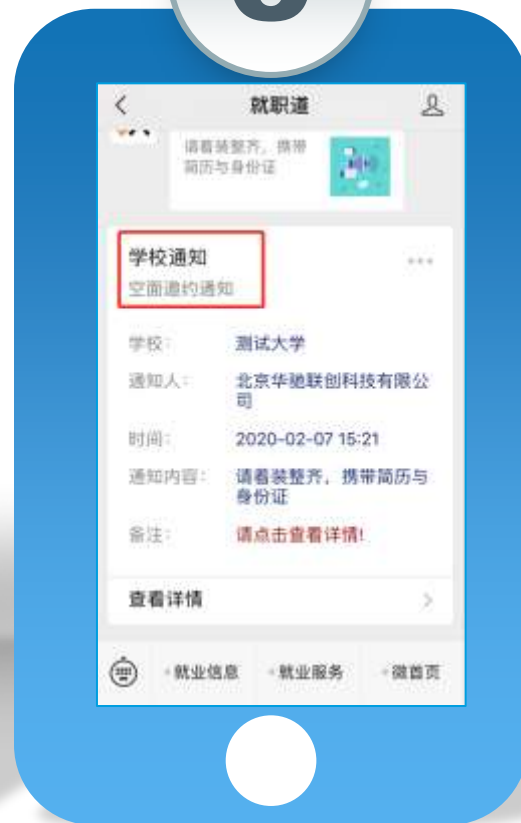 就职道
请着装整齐，携带
简历与身份证
学校通知
空面邀约通知
学校： 测试大学
通知人： 北京华驰联创科技有限公
司
时间： 2020-02-07 15:21
通知内容： 请着装整齐，携带简历与
身份证
备注： 请点击查看详情!
查看详情
就业信息 就业服务 微首页